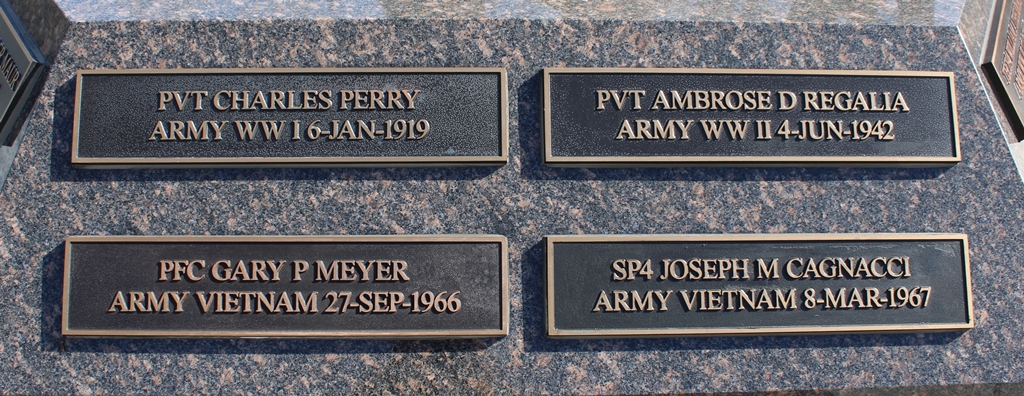 PVT CHARLES PERRY
ARMY WW I 6-JAN-1919
PVT AMBROSE D REGALIA
ARMY WW II 4-JUN-1942
PFC GARY P MEYER
ARMY VIETNAM 27-SEP-1966
SP4 JOSEPH M CAGNACCI
ARMY VIETNAM 8-MAR-1967